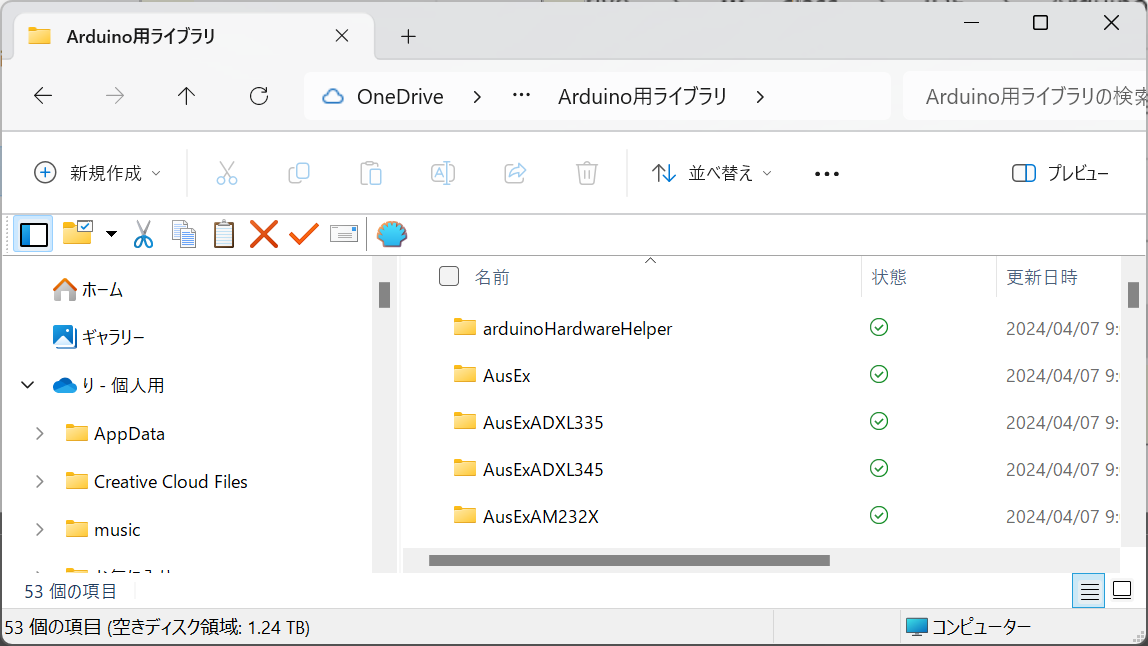 Arduino用ライブラリ
OneDrive > … Arduino用ライブラリ >
Arduino用ライブラリの検索
新規作成
並べ替え
プレビュー
ホーム
ギャラリー
り - 個人用
AppData
Creative Cloud Files
music
名前 状態 更新日時
arduinoHardwareHelper 2024/04/07 9:
AusEx 2024/04/07 9:
AusExADXL335 2024/04/07 9:
AusExADXL345 2024/04/07 9:
AusExAM232X 2024/04/07 9:
53 個の項目
53 個の項目 (空きディスク領域: 1.24 TB)
コンピューター